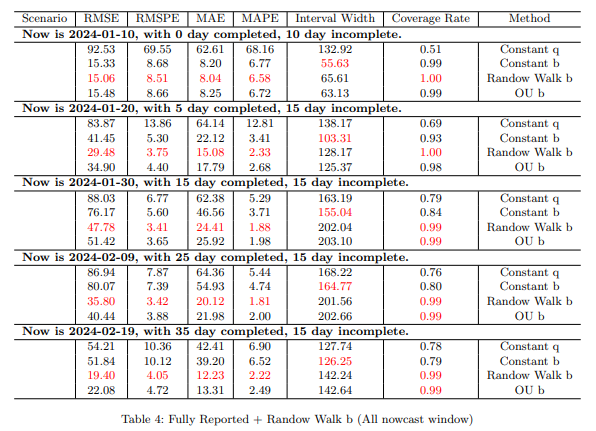 Scenario RMSE RMSPE MAE MAPE Interval Width Coverage Rate Method
Now is 2024-01-10, with 0 day completed, 10 day incomplete.
92.53 69.55 62.61 68.16 132.92 0.51 Constant q
15.33 8.68 8.20 6.77 55.63 0.99 Constant b
15.06 8.51 8.04 6.58 65.61 1.00 Randow Walk b
15.48 8.66 8.25 6.72 63.13 0.99 OU b
Now is 2024-01-20, with 5 day completed, 15 day incomplete.
83.87 13.86 64.14 12.81 138.17 0.69 Constant q
41.45 5.30 22.12 3.41 103.31 0.93 Constant b
29.48 3.75 15.08 2.33 128.17 1.00 Randow Walk b
34.90 4.40 17.79 2.68 125.37 0.98 OU b
Now is 2024-01-30, with 15 day completed, 15 day incomplete.
88.03 6.77 62.38 5.29 163.19 0.79 Constant q
76.17 5.60 46.56 3.71 155.04 0.84 Constant b
47.78 3.41 24.41 1.88 202.04 0.99 Randow Walk b
51.42 3.65 25.92 1.98 203.10 0.99 OU b
Now is 2024-02-09, with 25 day completed, 15 day incomplete.
86.94 7.87 64.36 5.44 168.22 0.76 Constant q
80.07 7.39 54.93 4.74 164.77 0.80 Constant b
35.80 3.42 20.12 1.81 201.56 0.99 Randow Walk b
40.44 3.88 21.98 2.00 202.66 0.99 OU b
Now is 2024-02-19, with 35 day completed, 15 day incomplete.
54.21 10.36 42.41 6.90 127.74 0.78 Constant q
51.84 10.12 39.20 6.52 126.25 0.79 Constant b
19.40 4.05 12.23 2.22 142.24 0.99 Randow Walk b
22.08 4.72 13.31 2.49 142.64 0.99 OU b
Table 4: Fully Reported + Randow Walk b (All nowcast window)